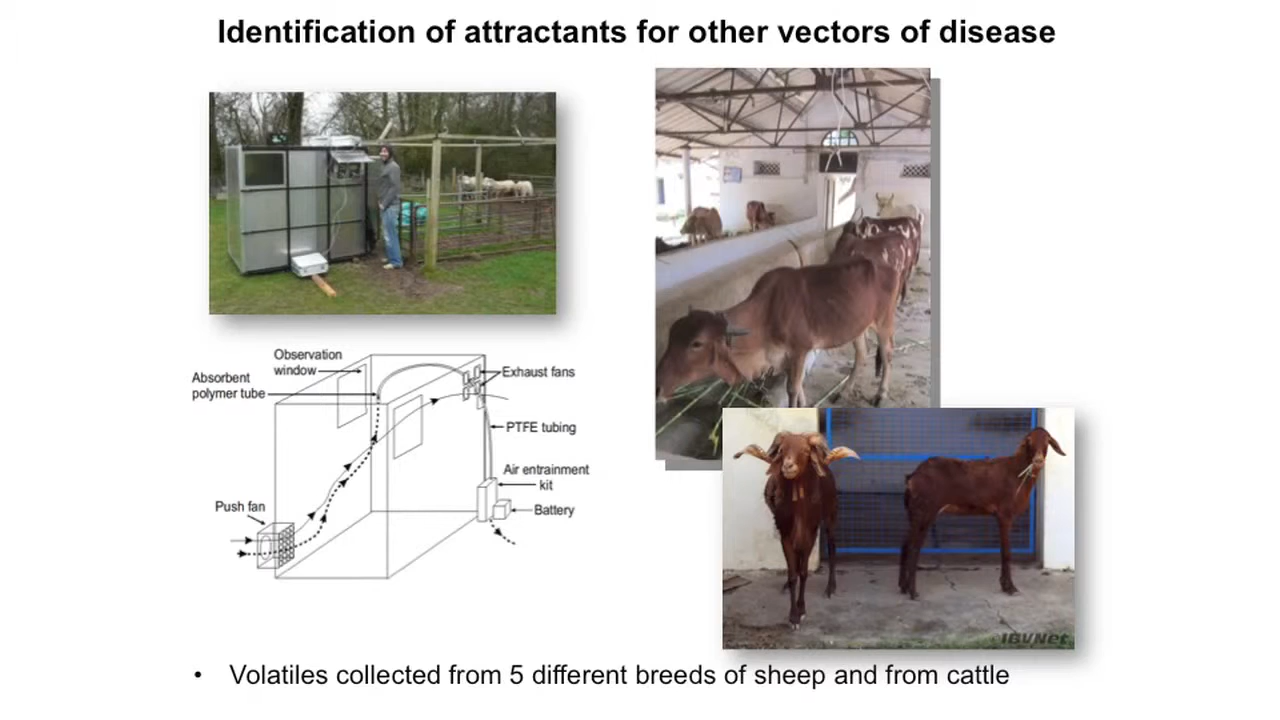 Identification of attractants for other vectors of disease
Observation
window
Absorbent
polymer tube
Exhaust fans
PTFE tubing
Air entrainment
kit
Push fan
Battery
©IBVNet
• Volatiles collected from 5 different breeds of sheep and from cattle